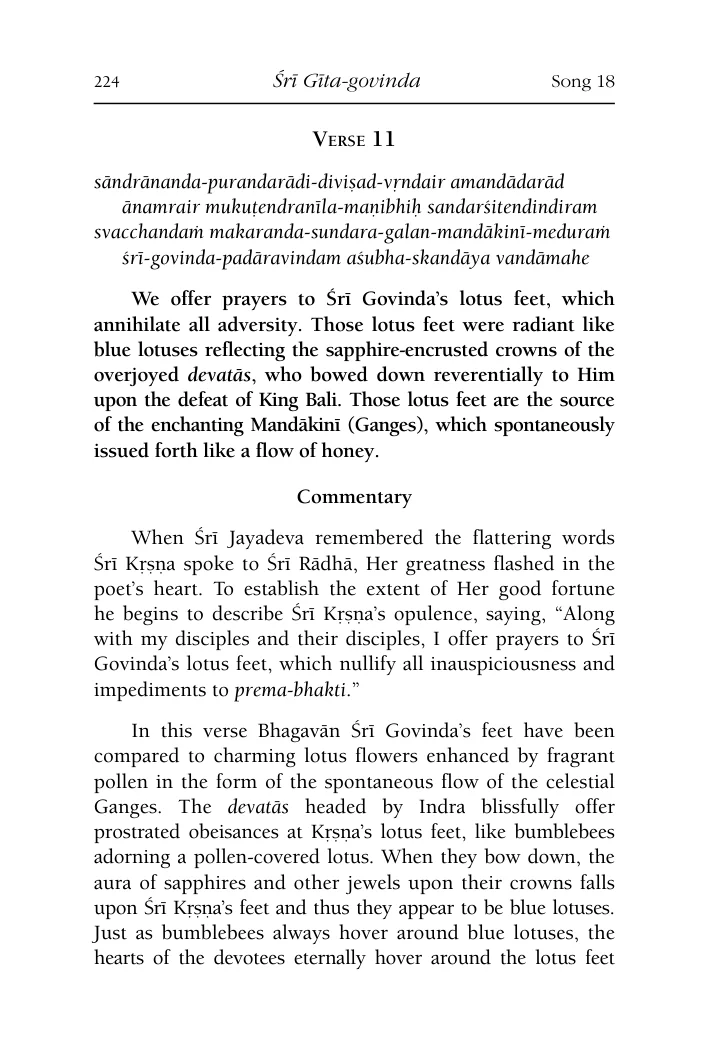 224 Śrī Gīta-govinda Song 18
Verse 11
sāndrānanda-purandarādi-diviṣad-vṛndair amandādarād
ānamrair mukuṭendranīla-maṇibhiḥ sandarśitendindiram
svacchandaṁ makaranda-sundara-galan-mandākinī-meduraṁ
śrī-govinda-padāravindam aśubha-skandāya vandāmahe
We offer prayers to Śrī Govinda’s lotus feet, which
annihilate all adversity. Those lotus feet were radiant like
blue lotuses reflecting the sapphire-encrusted crowns of the
overjoyed devatās, who bowed down reverentially to Him
upon the defeat of King Bali. Those lotus feet are the source
of the enchanting Mandākinī (Ganges), which spontaneously
issued forth like a flow of honey.
Commentary
When Śrī Jayadeva remembered the flattering words
Śrī Kṛṣṇa spoke to Śrī Rādhā, Her greatness flashed in the
poet’s heart. To establish the extent of Her good fortune
he begins to describe Śrī Kṛṣṇa’s opulence, saying, “Along
with my disciples and their disciples, I offer prayers to Śrī
Govinda’s lotus feet, which nullify all inauspiciousness and
impediments to prema-bhakti.”
In this verse Bhagavān Śrī Govinda’s feet have been
compared to charming lotus flowers enhanced by fragrant
pollen in the form of the spontaneous flow of the celestial
Ganges. The devatās headed by Indra blissfully offer
prostrated obeisances at Kṛṣṇa’s lotus feet, like bumblebees
adorning a pollen-covered lotus. When they bow down, the
aura of sapphires and other jewels upon their crowns falls
upon Śrī Kṛṣṇa’s feet and thus they appear to be blue lotuses.
Just as bumblebees always hover around blue lotuses, the
hearts of the devotees eternally hover around the lotus feet